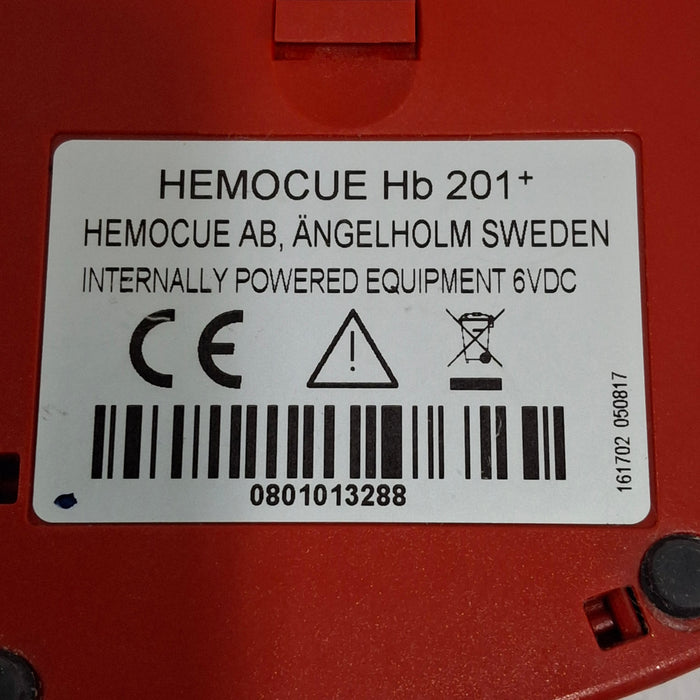 HEMOCUE Hb 201+
HEMOCUE AB, ÄNGELHOLM SWEDEN
INTERNALLY POWERED EQUIPMENT 6VDC
CE
0801013288
161702 050817